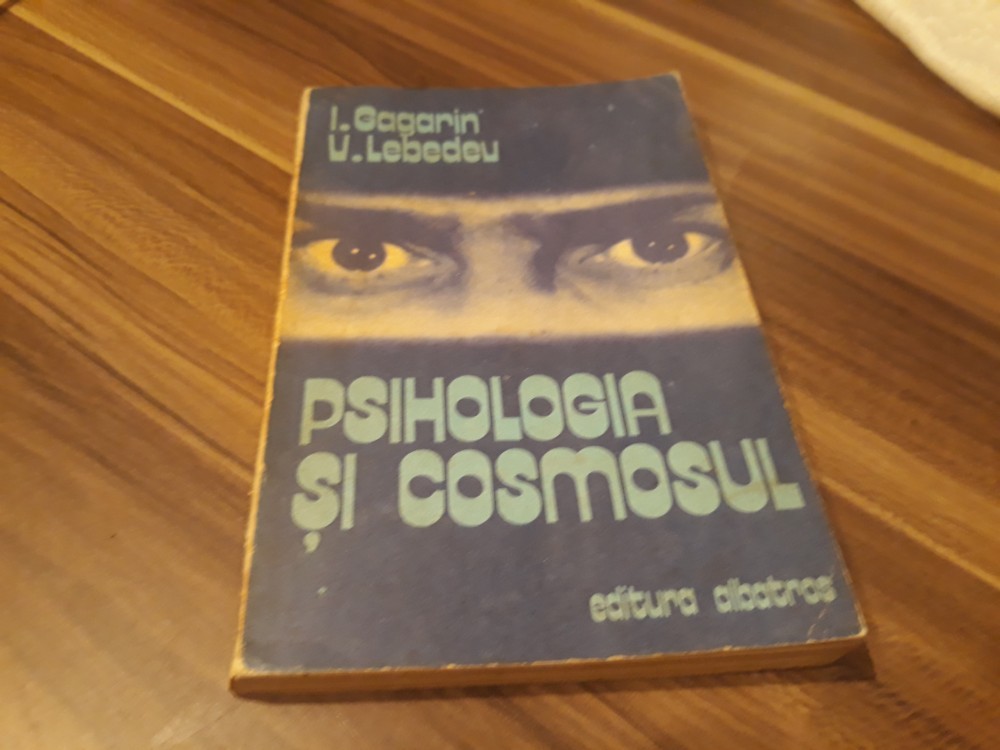 I. Gagarin
V. Lebedev
PSIHOLOGIA
ȘI COSMOSUL
editura albatros